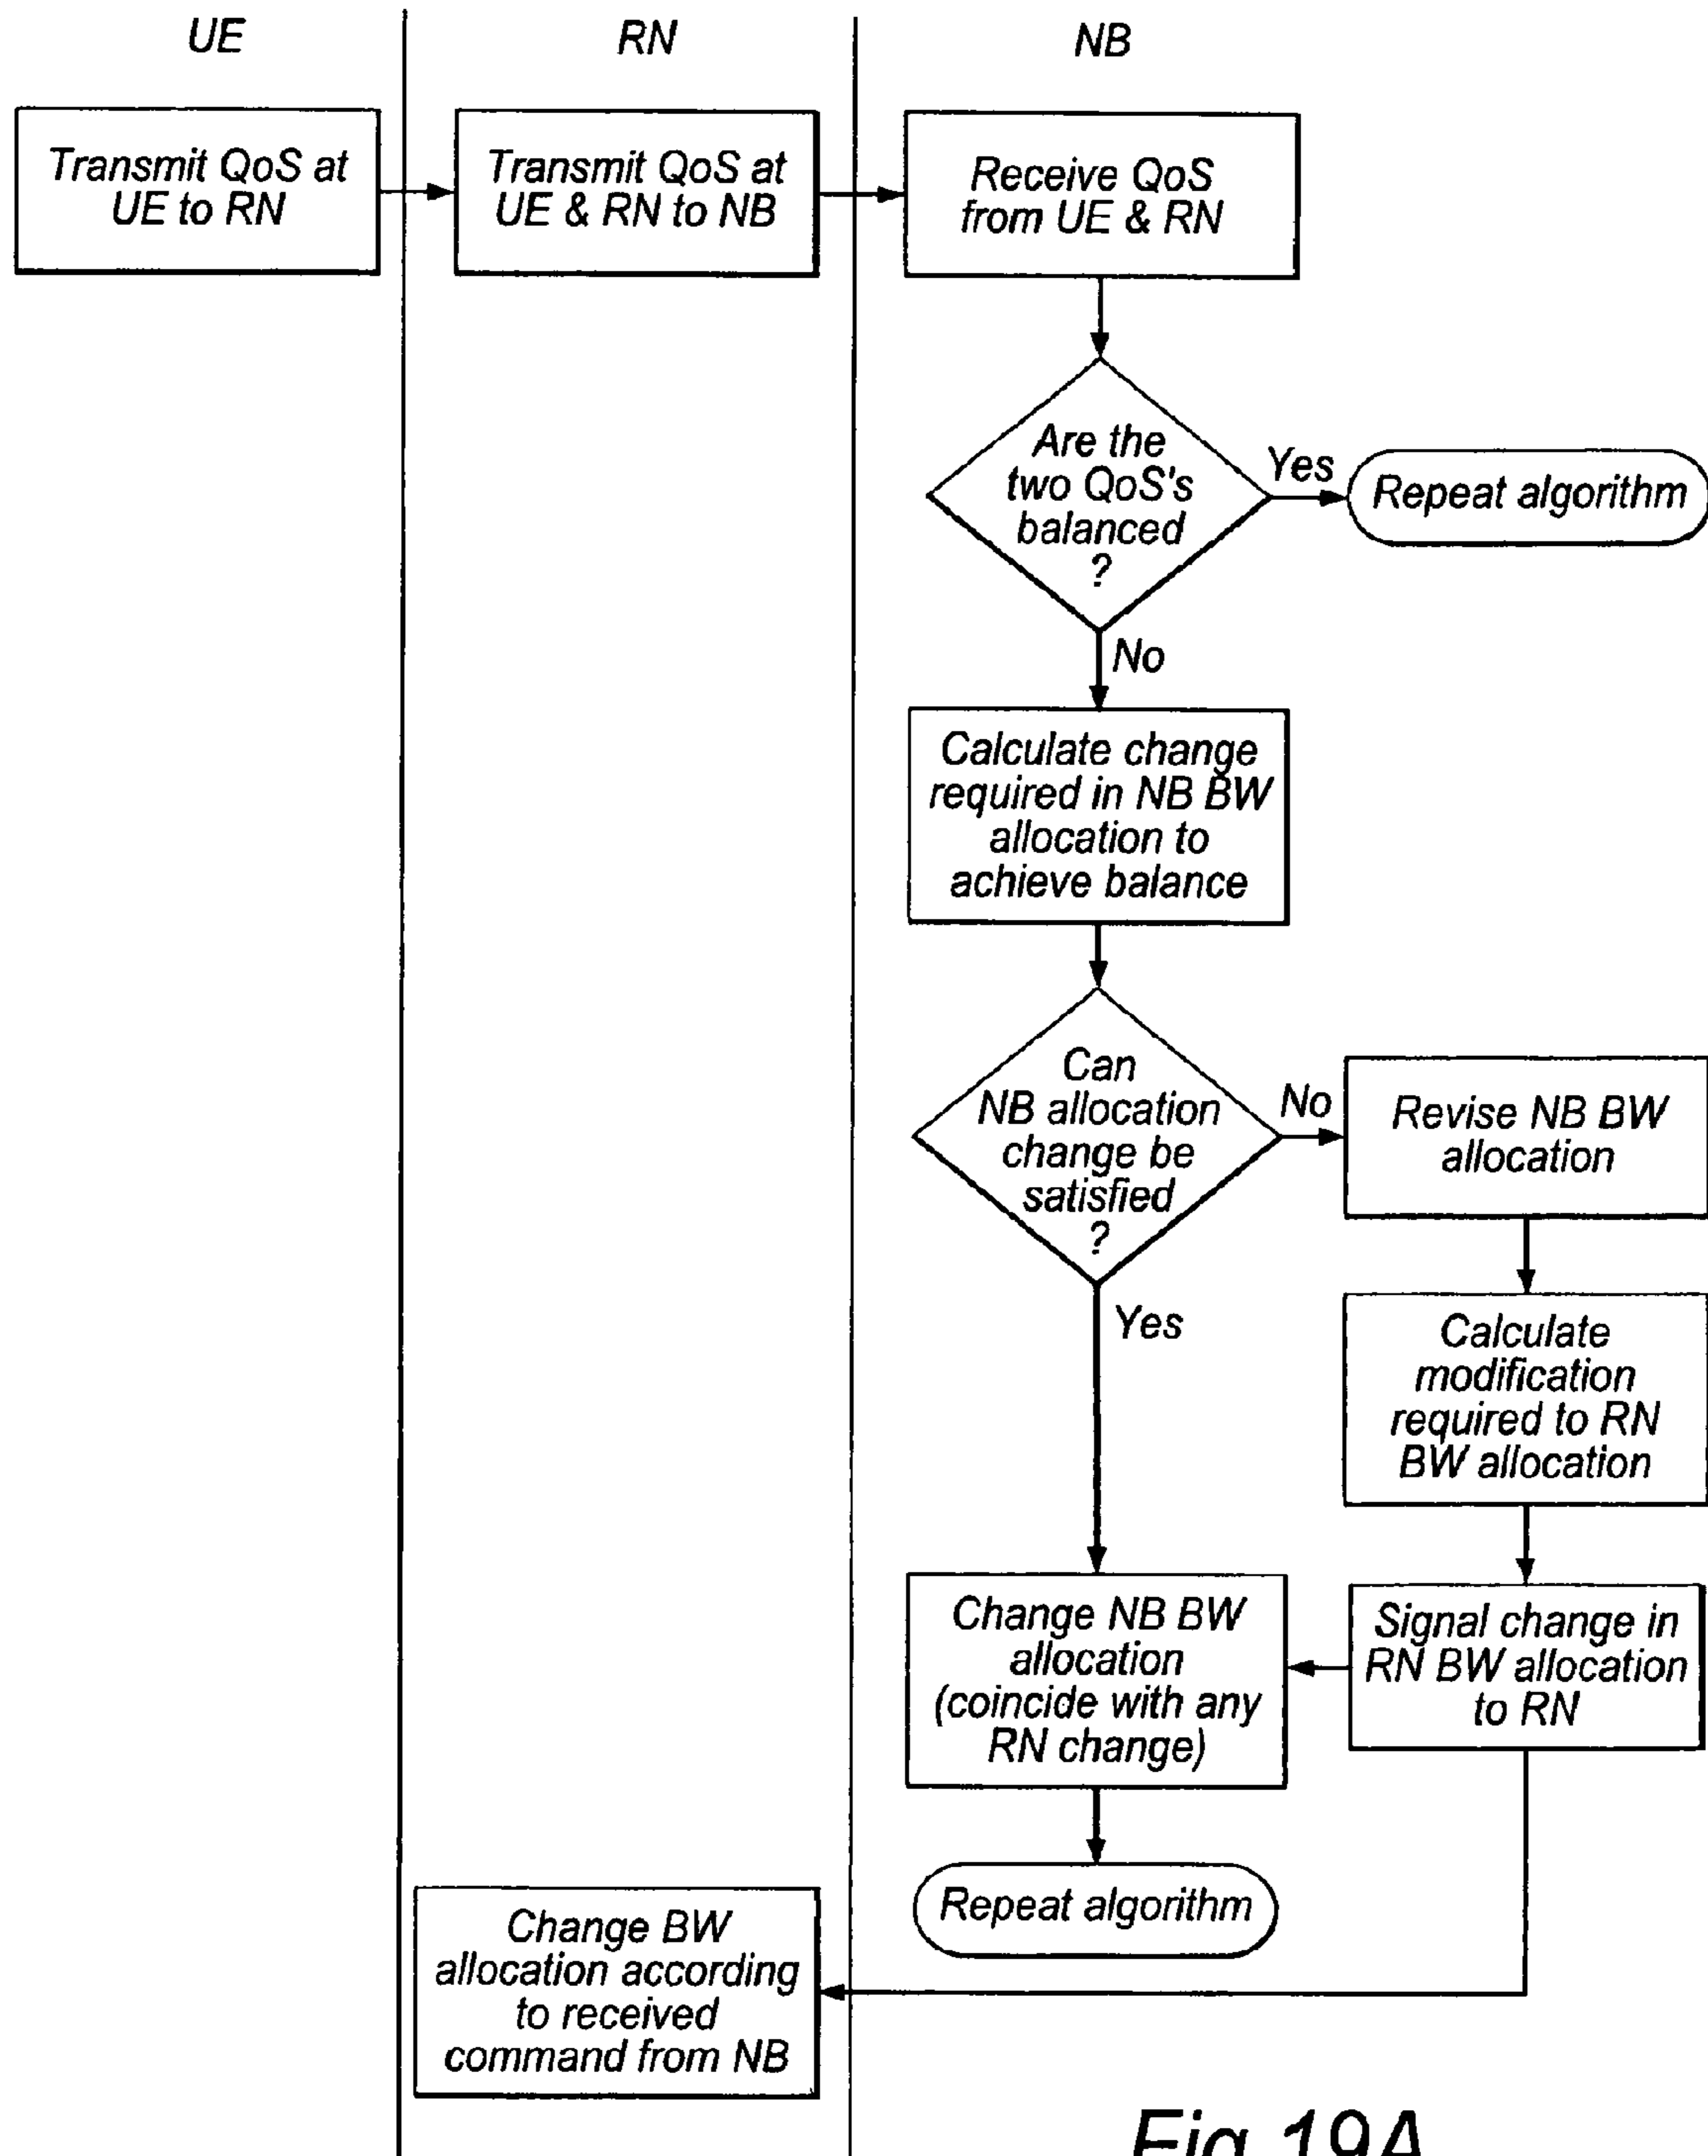 UE
RN
NB
Transmit QoS at
UE to RN
Transmit QoS at
UE & RN to NB
Receive QoS
from UE & RN
Are the
two QoS's
balanced
?
Yes
Repeat algorithm
No
Calculate change
required in NB BW
allocation to
achieve balance
Can
NB allocation
change be
satisfied
?
No
Revise NB BW
allocation
Yes
Calculate
modification
required to RN
BW allocation
Change NB BW
allocation
(coincide with any
RN change)
Signal change in
RN BW allocation
to RN
Repeat algorithm
Change BW
allocation according
to received
command from NB
Fig.19A